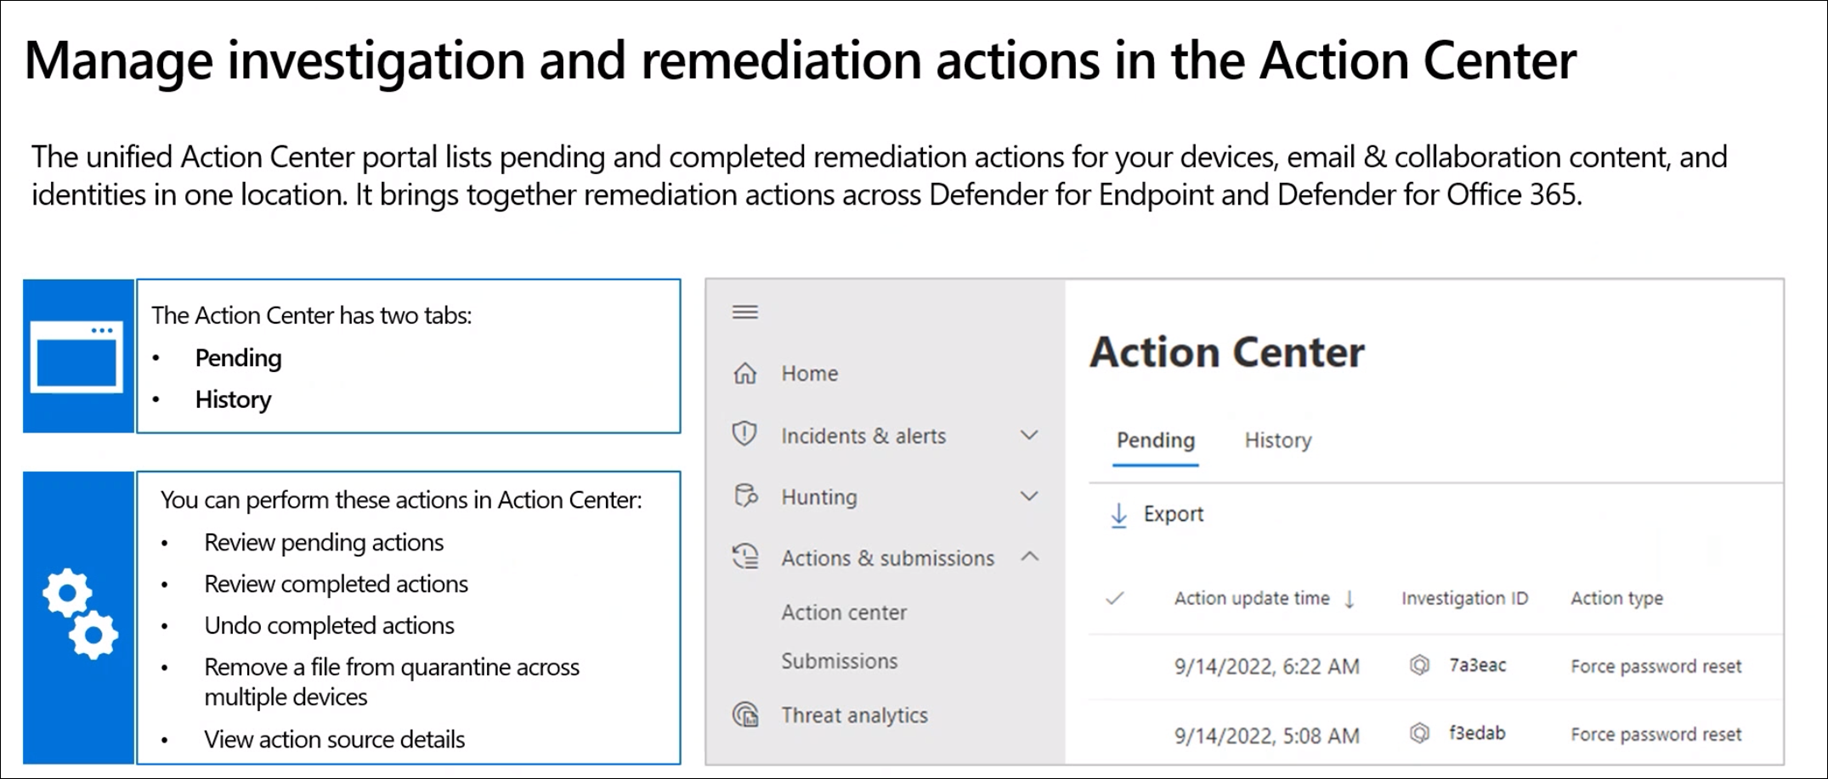 Manage investigation and remediation actions in the Action Center
The unified Action Center portal lists pending and completed remediation actions for your devices, email & collaboration content, and
identities in one location. It brings together remediation actions across Defender for Endpoint and Defender for Office 365.
The Action Center has two tabs:
• Pending
• History
You can perform these actions in Action Center:
• Review pending actions
• Review completed actions
• Undo completed actions
• Remove a file from quarantine across
multiple devices
• View action source details
Home
Incidents & alerts
Hunting
Actions & submissions
Action center
Submissions
Threat analytics
Action Center
Pending History
Export
Action update time ↓ Investigation ID Action type
9/14/2022, 6:22 AM 7a3eac Force password reset
9/14/2022, 5:08 AM f3edab Force password reset